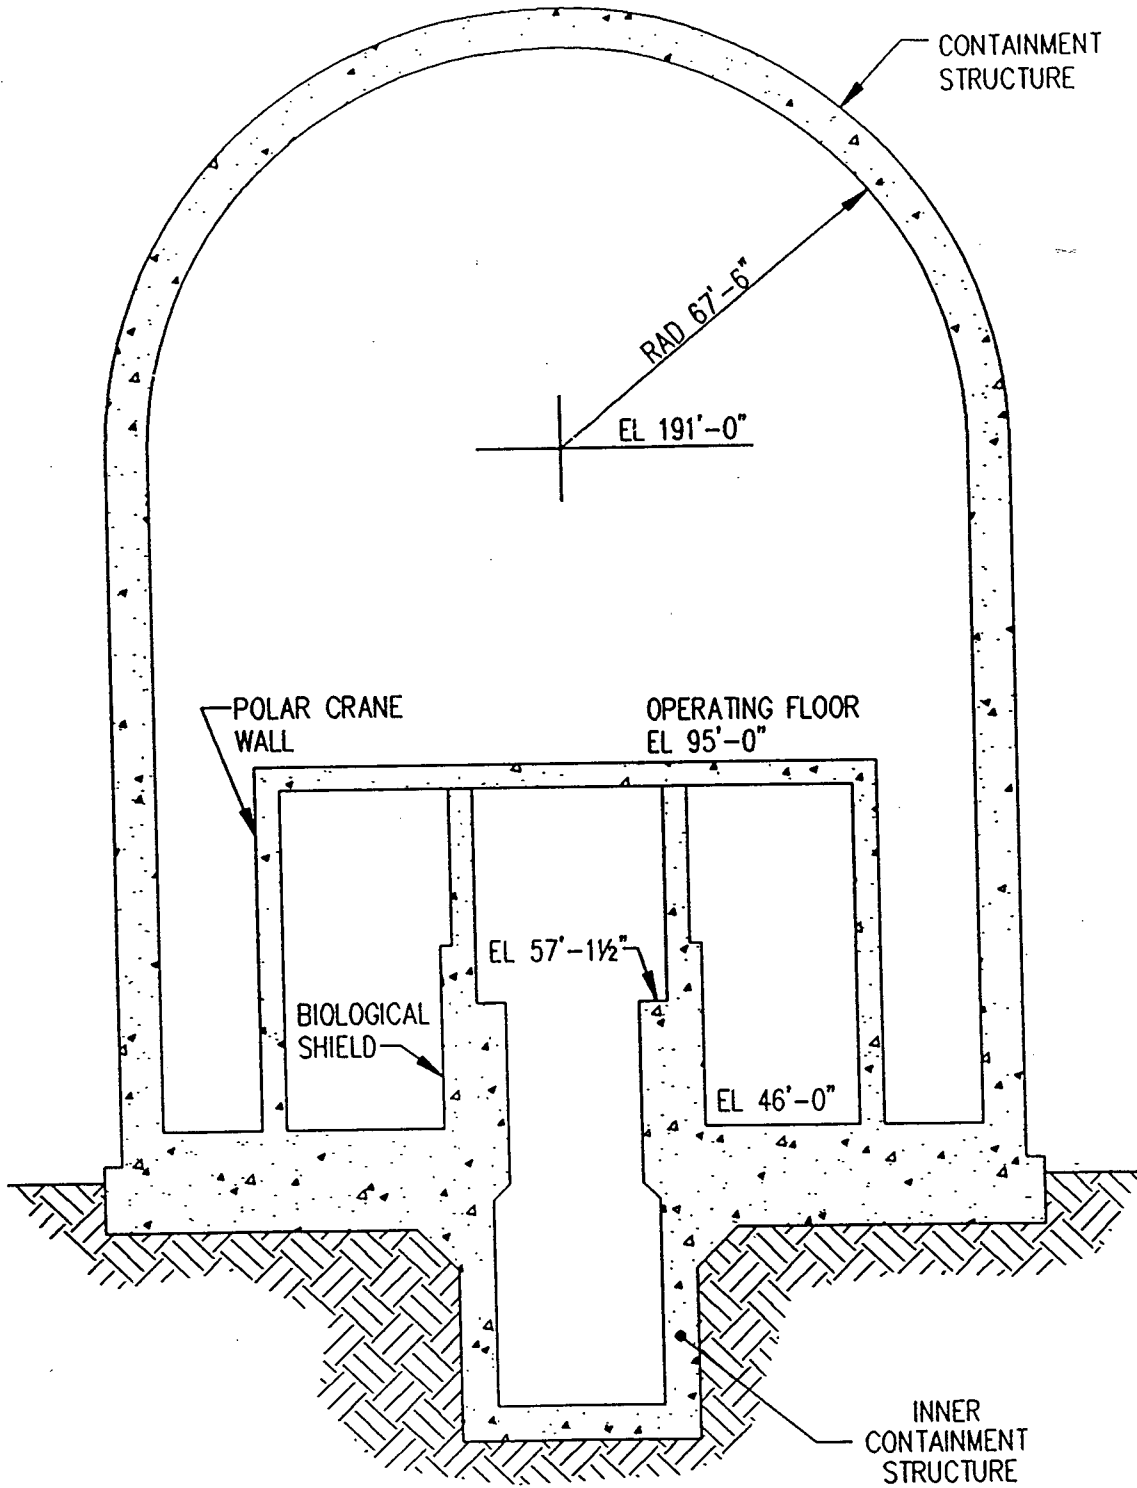 CONTAINMENT
STRUCTURE
RAD 67'-6"
EL 191'-0"
POLAR CRANE
WALL
OPERATING FLOOR
EL 95'-0"
EL 57'-1½"
BIOLOGICAL
SHIELD
EL 46'-0"
INNER
CONTAINMENT
STRUCTURE